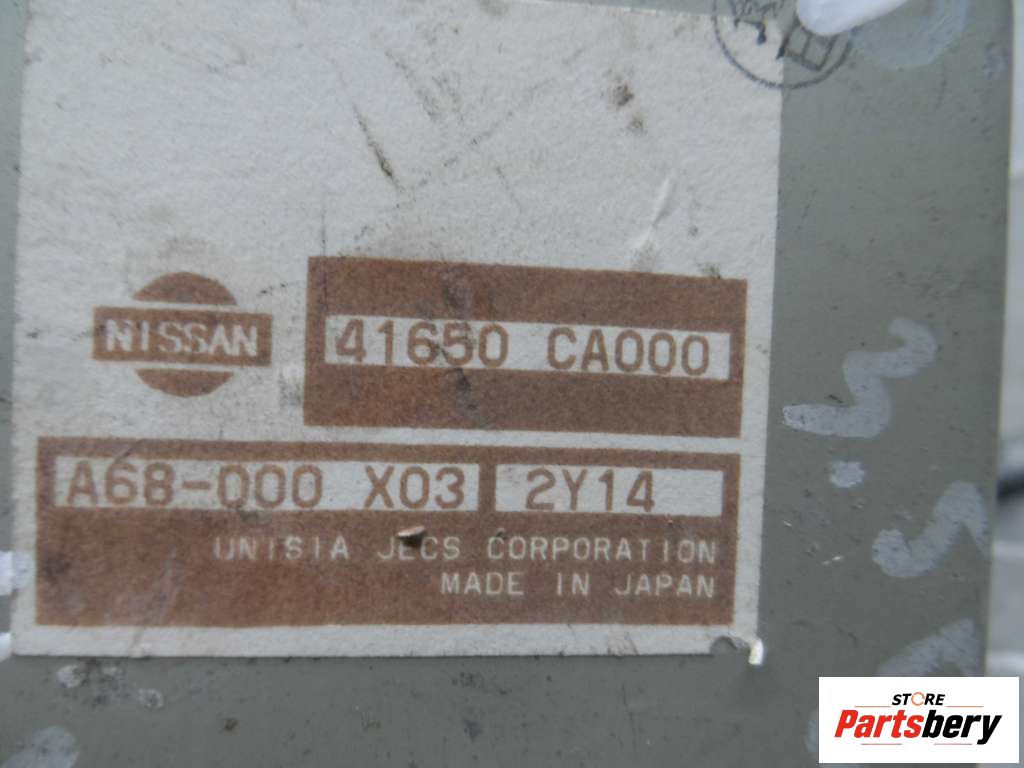 NISSAN
41650 CA000
A68-000 X03 2Y14
UNISIA JECS CORPORATION
MADE IN JAPAN
STORE
Partsbery